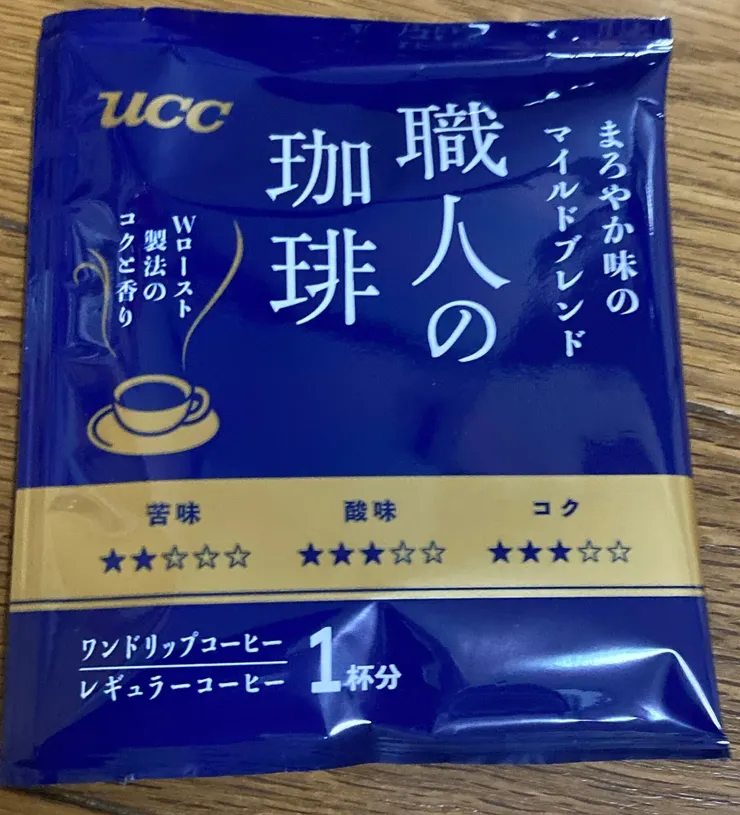 UCC
まろやか味の
マイルドブレンド
職人の
珈琲
Wロースト
製法の
コクと香り
苦味
★★☆☆☆
酸味
★★★☆☆
コク
★★★☆☆
ワンドリップコーヒー
レギュラーコーヒー
1杯分